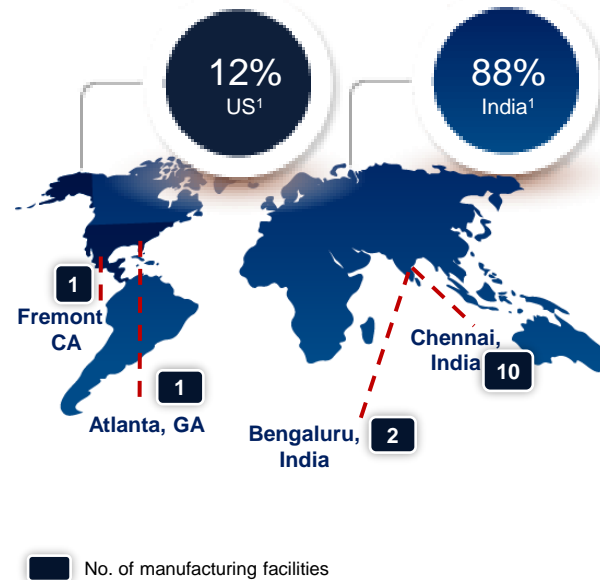 12%
US¹
88%
India¹
1
Fremont
CA
1
Atlanta, GA
Chennai,
India
10
Bengaluru,
India
2
No. of manufacturing facilities